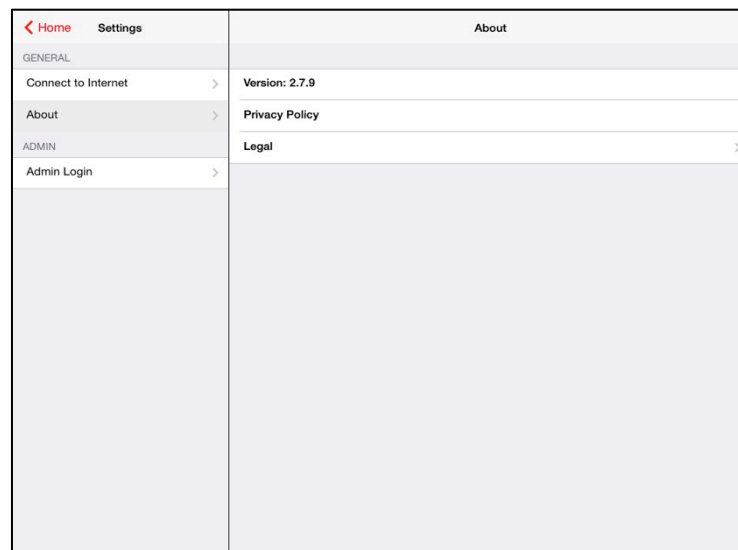 Home Settings
About
GENERAL
Connect to Internet
About
ADMIN
Admin Login
Version: 2.7.9
Privacy Policy
Legal